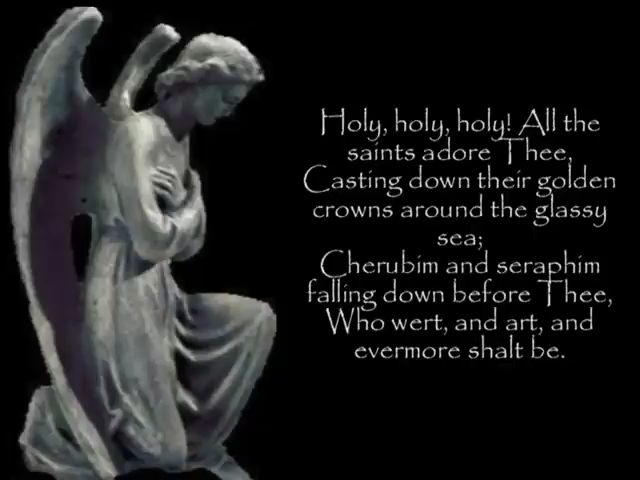 Holy, holy, holy! All the
saints adore Thee,
Casting down their golden
crowns around the glassy
sea;
Cherubim and seraphim
falling down before Thee,
Who wert, and art, and
evermore shalt be.